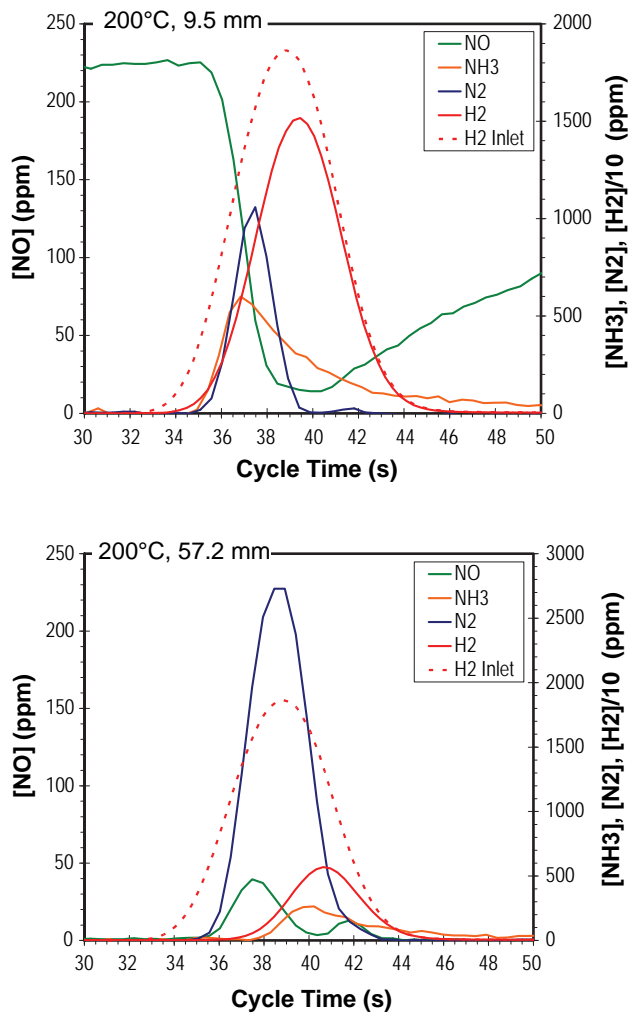 200°C, 9.5 mm
250
200
150
100
50
0
[NO] (ppm)
2000
1500
1000
500
0
[NH3], [N2], [H2]/10 (ppm)
NO
NH3
N2
H2
H2 Inlet
30 32 34 36 38 40 42 44 46 48 50
Cycle Time (s)
200°C, 57.2 mm
250
200
150
100
50
0
[NO] (ppm)
3000
2500
2000
1500
1000
500
0
[NH3], [N2], [H2]/10 (ppm)
NO
NH3
N2
H2
H2 Inlet
30 32 34 36 38 40 42 44 46 48 50
Cycle Time (s)